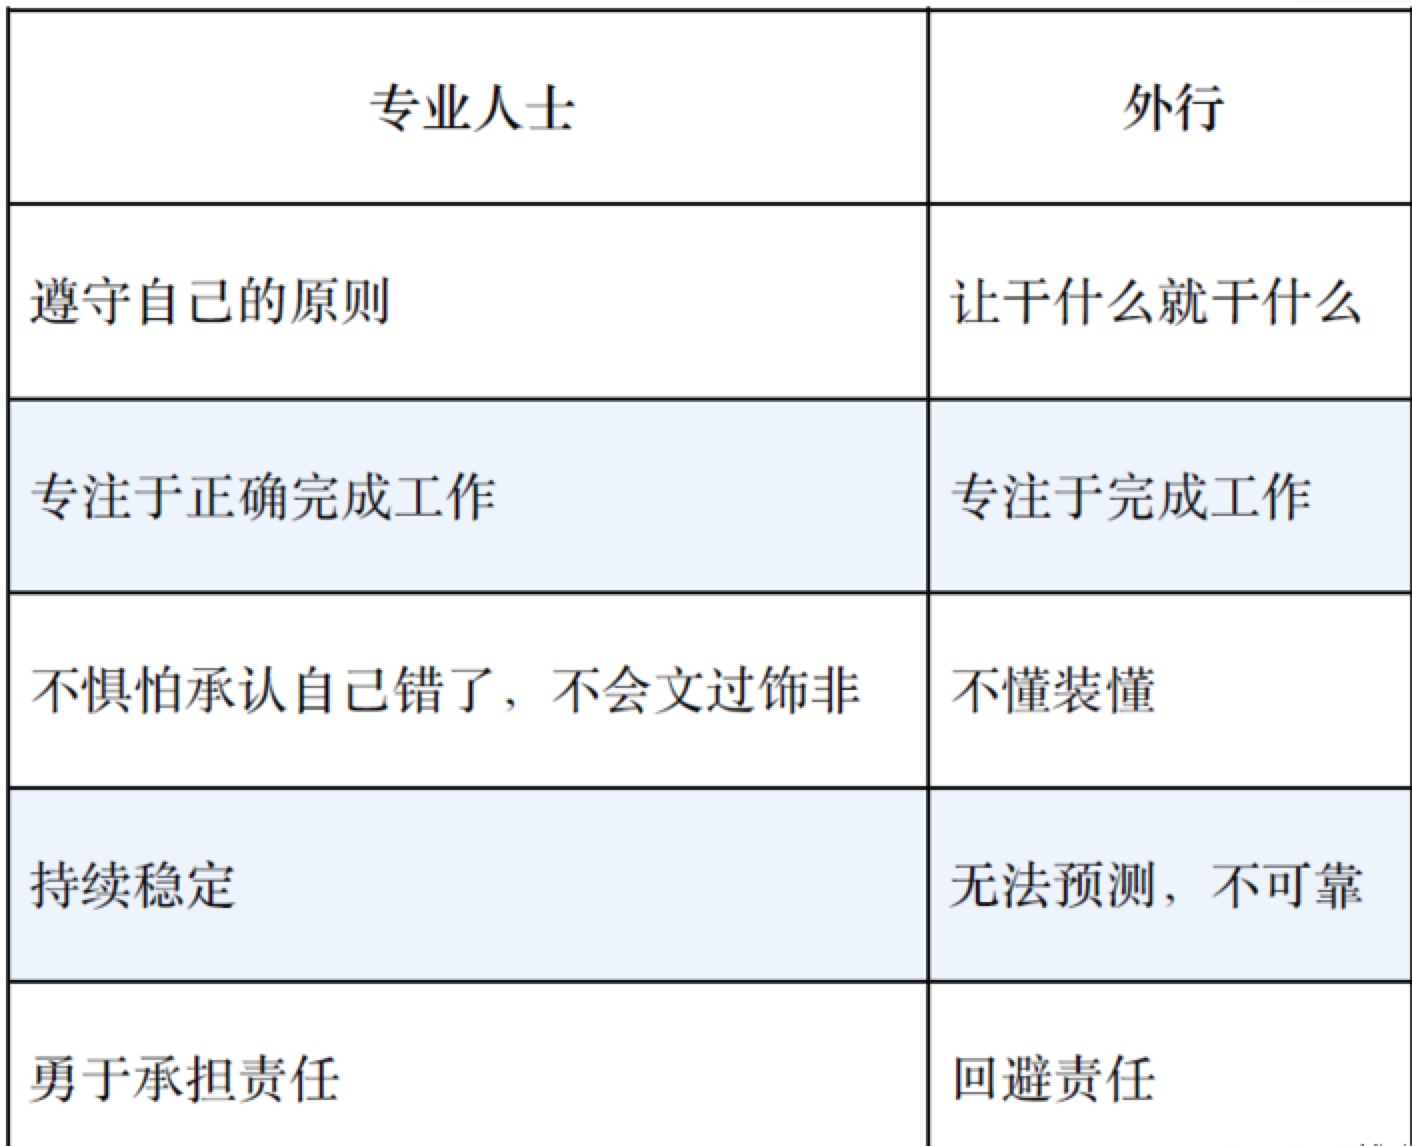 专业人士
外行
遵守自己的原则
让干什么就干什么
专注于正确完成工作
专注于完成工作
不惧怕承认自己错了，不会文过饰非
不懂装懂
持续稳定
无法预测，不可靠
勇于承担责任
回避责任